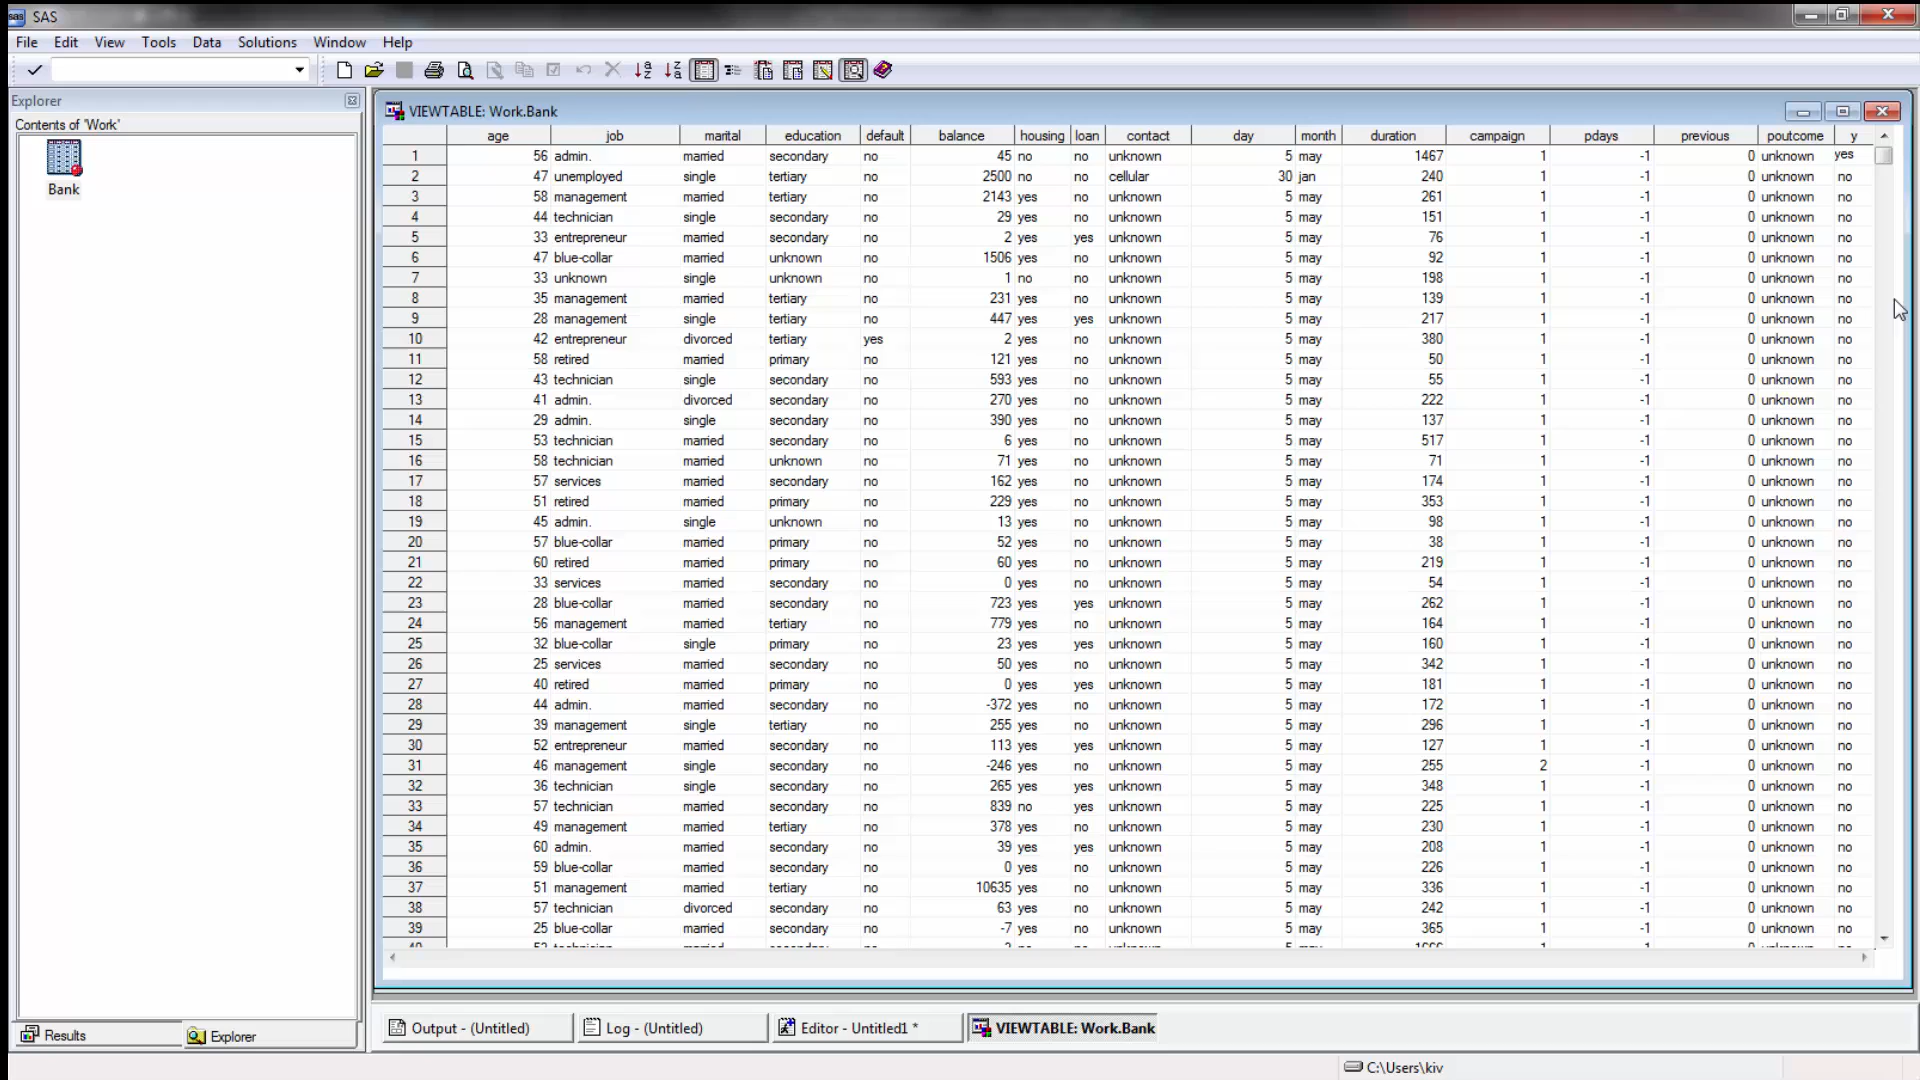 SAS
File Edit View Tools Data Solutions Window Help
Explorer
Contents of 'Work'
Bank
VIEWTABLE: Work.Bank
age job marital education default balance housing loan contact day month duration campaign pdays previous poutcome y
1 56 admin. married secondary no 45 no no unknown 5 may 1467 1 -1 0 unknown yes
2 47 unemployed single tertiary no 2500 no no cellular 30 jan 240 1 -1 0 unknown no
3 58 management married tertiary no 2143 yes no unknown 5 may 261 1 -1 0 unknown no
4 44 technician single secondary no 29 yes no unknown 5 may 151 1 -1 0 unknown no
5 33 entrepreneur married secondary no 2 yes yes unknown 5 may 76 1 -1 0 unknown no
6 47 blue-collar married unknown no 1506 yes no unknown 5 may 92 1 -1 0 unknown no
7 33 unknown single unknown no 1 no no unknown 5 may 198 1 -1 0 unknown no
8 35 management married tertiary no 231 yes no unknown 5 may 139 1 -1 0 unknown no
9 28 management single tertiary no 447 yes yes unknown 5 may 217 1 -1 0 unknown no
10 42 entrepreneur divorced tertiary yes 2 yes no unknown 5 may 380 1 -1 0 unknown no
11 58 retired married primary no 121 yes no unknown 5 may 50 1 -1 0 unknown no
12 43 technician single secondary no 593 yes no unknown 5 may 55 1 -1 0 unknown no
13 41 admin. divorced secondary no 270 yes no unknown 5 may 222 1 -1 0 unknown no
14 29 admin. single secondary no 390 yes no unknown 5 may 137 1 -1 0 unknown no
15 53 technician married secondary no 6 yes no unknown 5 may 517 1 -1 0 unknown no
16 58 technician married unknown no 71 yes no unknown 5 may 71 1 -1 0 unknown no
17 57 services married secondary no 162 yes no unknown 5 may 174 1 -1 0 unknown no
18 51 retired married primary no 229 yes no unknown 5 may 353 1 -1 0 unknown no
19 45 admin. single unknown no 13 yes no unknown 5 may 98 1 -1 0 unknown no
20 57 blue-collar married primary no 52 yes no unknown 5 may 38 1 -1 0 unknown no
21 60 retired married primary no 60 yes no unknown 5 may 219 1 -1 0 unknown no
22 33 services married secondary no 0 yes no unknown 5 may 54 1 -1 0 unknown no
23 28 blue-collar married secondary no 723 yes yes unknown 5 may 262 1 -1 0 unknown no
24 56 management married tertiary no 779 yes no unknown 5 may 164 1 -1 0 unknown no
25 32 blue-collar single primary no 23 yes yes unknown 5 may 160 1 -1 0 unknown no
26 25 services married secondary no 50 yes no unknown 5 may 342 1 -1 0 unknown no
27 40 retired married primary no 0 yes yes unknown 5 may 181 1 -1 0 unknown no
28 44 admin. married secondary no -372 yes no unknown 5 may 172 1 -1 0 unknown no
29 39 management single tertiary no 255 yes no unknown 5 may 296 1 -1 0 unknown no
30 52 entrepreneur married secondary no 113 yes yes unknown 5 may 127 1 -1 0 unknown no
31 46 management single secondary no -246 yes no unknown 5 may 255 2 -1 0 unknown no
32 36 technician single secondary no 265 yes yes unknown 5 may 348 1 -1 0 unknown no
33 57 technician married secondary no 839 no yes unknown 5 may 225 1 -1 0 unknown no
34 49 management married tertiary no 378 yes no unknown 5 may 230 1 -1 0 unknown no
35 60 admin. married secondary no 39 yes yes unknown 5 may 208 1 -1 0 unknown no
36 59 blue-collar married secondary no 0 yes no unknown 5 may 226 1 -1 0 unknown no
37 51 management married tertiary no 10635 yes no unknown 5 may 336 1 -1 0 unknown no
38 57 technician divorced secondary no 63 yes no unknown 5 may 242 1 -1 0 unknown no
39 25 blue-collar married secondary no -7 yes no unknown 5 may 365 1 -1 0 unknown no
Results Explorer Output - (Untitled) Log - (Untitled) Editor - Untitled1 * VIEWTABLE: Work.Bank
C:\Users\kiv